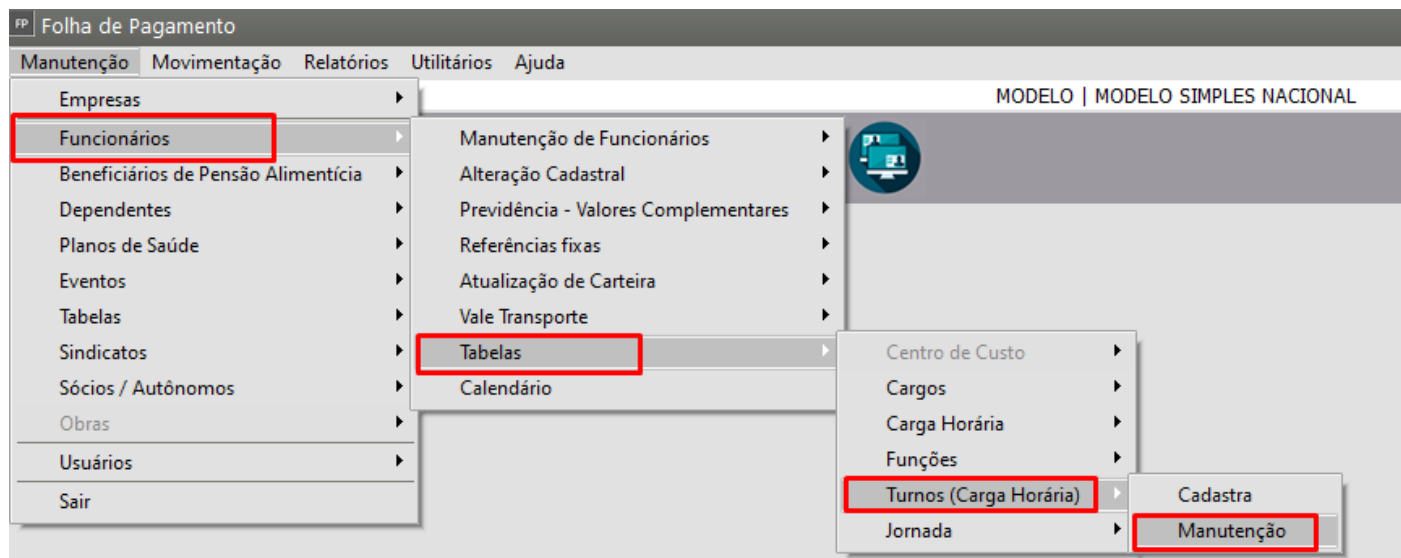 FP Folha de Pagamento
Manutenção Movimentação Relatórios Utilitários Ajuda
MODELO | MODELO SIMPLES NACIONAL
Empresas
Funcionários
Beneficiários de Pensão Alimentícia
Dependentes
Planos de Saúde
Eventos
Tabelas
Sindicatos
Sócios / Autônomos
Obras
Usuários
Sair
Manutenção de Funcionários
Alteração Cadastral
Previdência - Valores Complementares
Referências fixas
Atualização de Carteira
Vale Transporte
Tabelas
Calendário
Centro de Custo
Cargos
Carga Horária
Funções
Turnos (Carga Horária)
Jornada
Cadastra
Manutenção